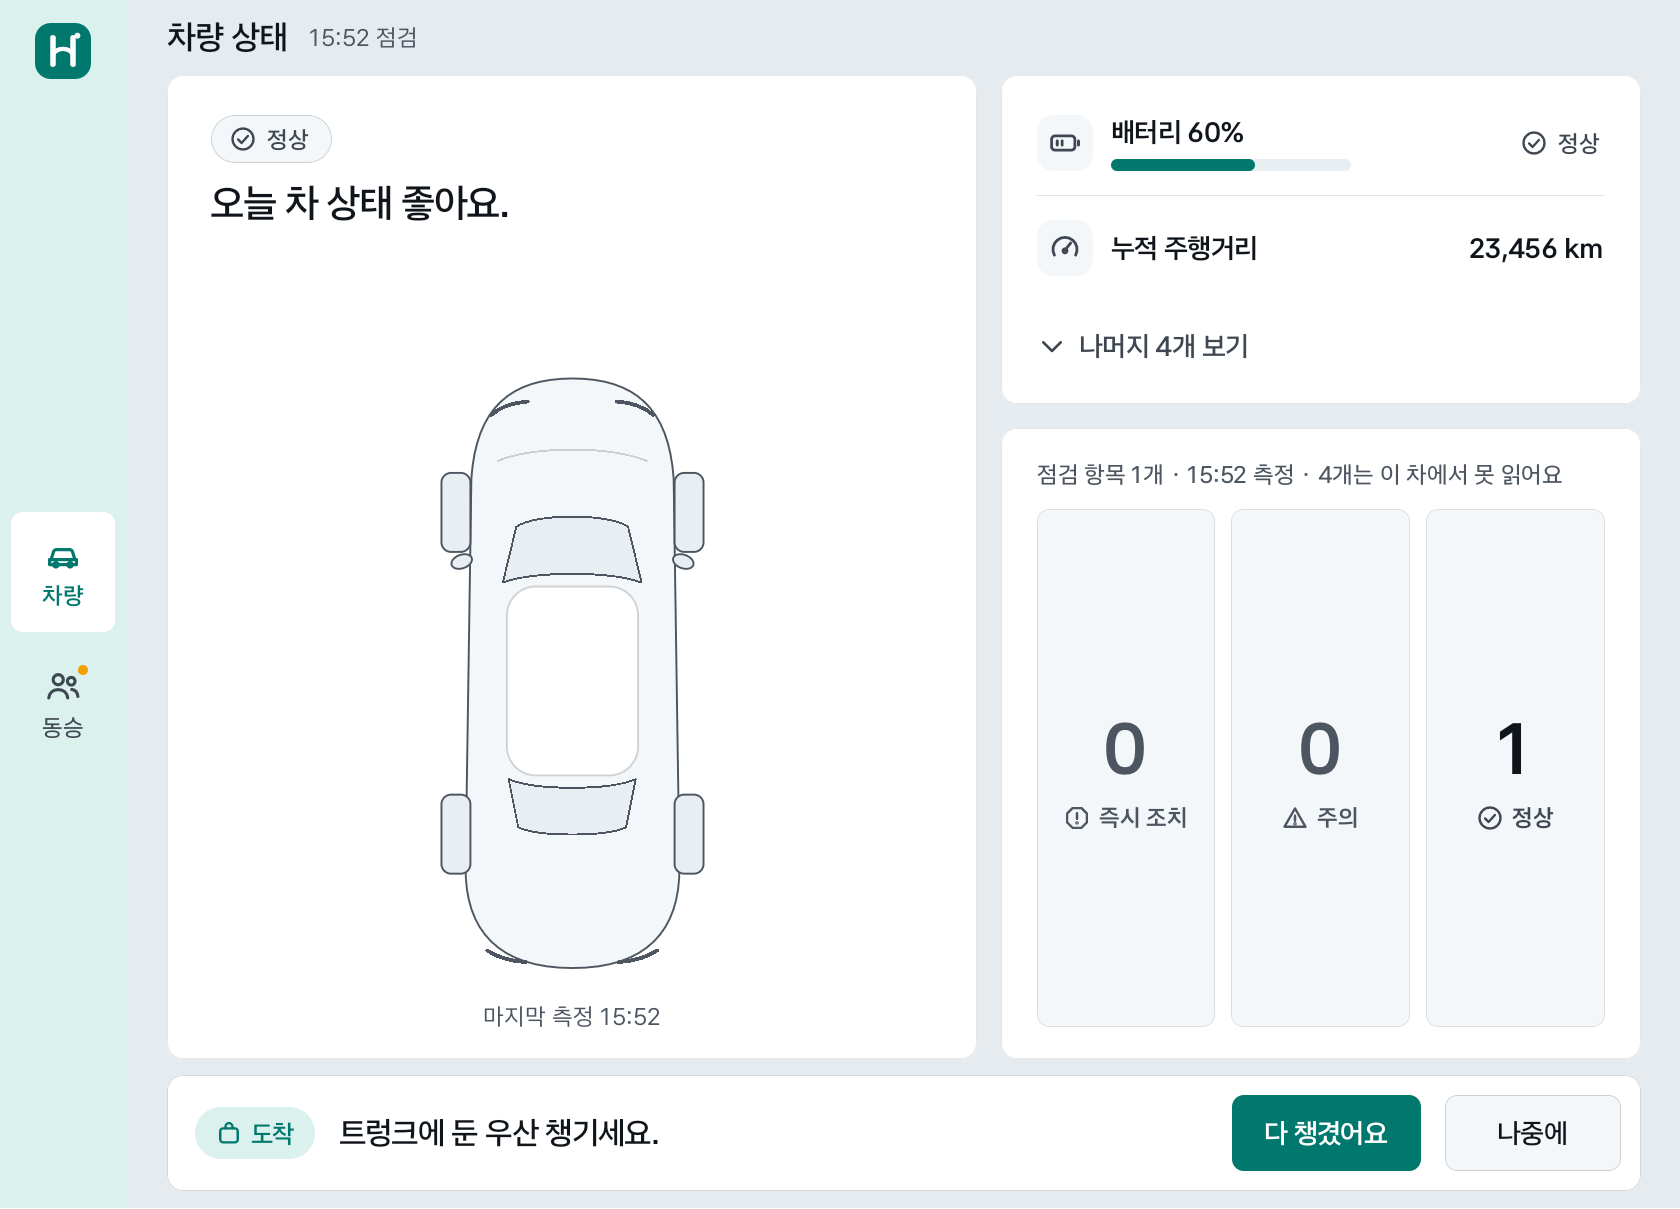 차량 상태 15:52 점검
정상
오늘 차 상태 좋아요.
마지막 측정 15:52
배터리 60%
정상
누적 주행거리 23,456 km
나머지 4개 보기
점검 항목 1개 · 15:52 측정 · 4개는 이 차에서 못 읽어요
0
즉시 조치
0
주의
1
정상
차량
동승
도착 트렁크에 둔 우산 챙기세요.
다 챙겼어요
나중에